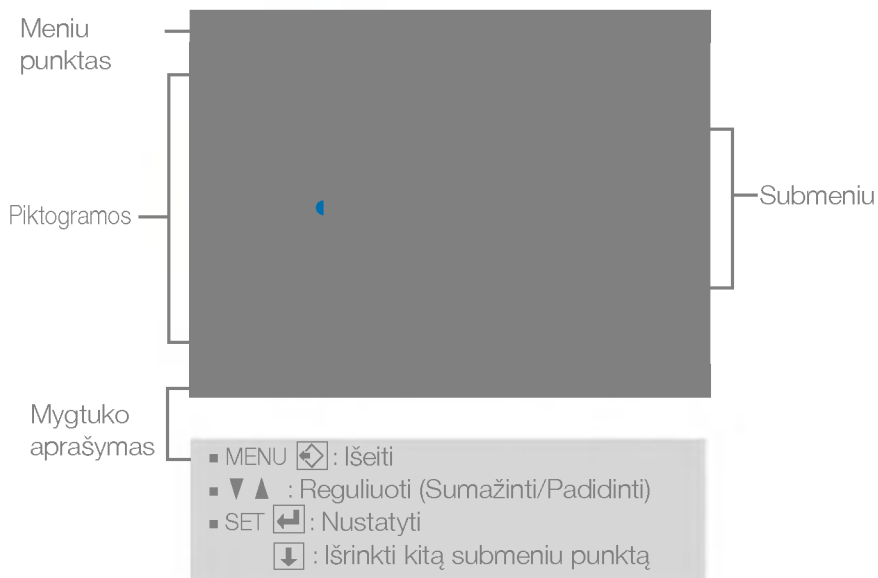 Meniu
punktas
Piktogramos
Submeniu
Mygtuko
aprašymas
MENU : Išeiti
▼ ▲ : Reguliuoti (Sumažinti/Padidinti)
SET : Nustatyti
: Išrinkti kitą submeniu punktą